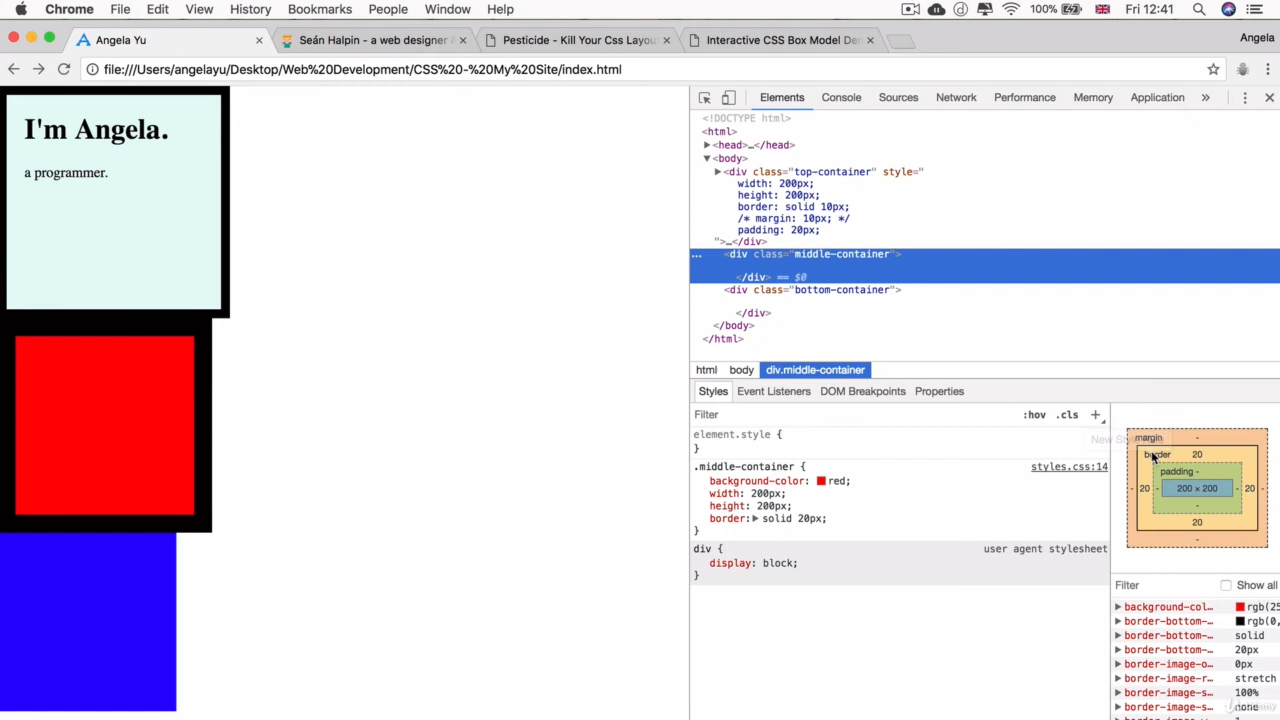 Chrome File Edit View History Bookmarks People Window Help 100% Fri 12:41
Angela Yu Seán Halpin - a web designer Pesticide - Kill Your Css Layou Interactive CSS Box Model De Angela
file:///Users/angelayu/Desktop/Web%20Development/CSS%20-%20My%20Site/index.html
Elements Console Sources Network Performance Memory Application »
I'm Angela.
a programmer.
<!DOCTYPE html>
<html>
▶<head>…</head>
▼<body>
▶<div class="top-container" style="
width: 200px;
height: 200px;
border: solid 10px;
/* margin: 10px; */
padding: 20px;
">…</div>
… <div class="middle-container">
</div> == $0
<div class="bottom-container">
</div>
</body>
</html>
html body div.middle-container
Styles Event Listeners DOM Breakpoints Properties
Filter :hov .cls +
element.style {
}
.middle-container { styles.css:14
background-color: red;
width: 200px;
height: 200px;
border:▶ solid 20px;
}
div { user agent stylesheet
display: block;
}
margin -
border 20
padding -
- 20 - 200 × 200 - 20 -
-
20
-
Filter Show all
▶ background-col… rgb(25
▶ border-bottom-… rgb(0,
▶ border-bottom-… solid
▶ border-bottom-… 20px
▶ border-image-o… 0px
▶ border-image-r… stretch
▶ border-image-s… 100%
▶ border-image-s… none